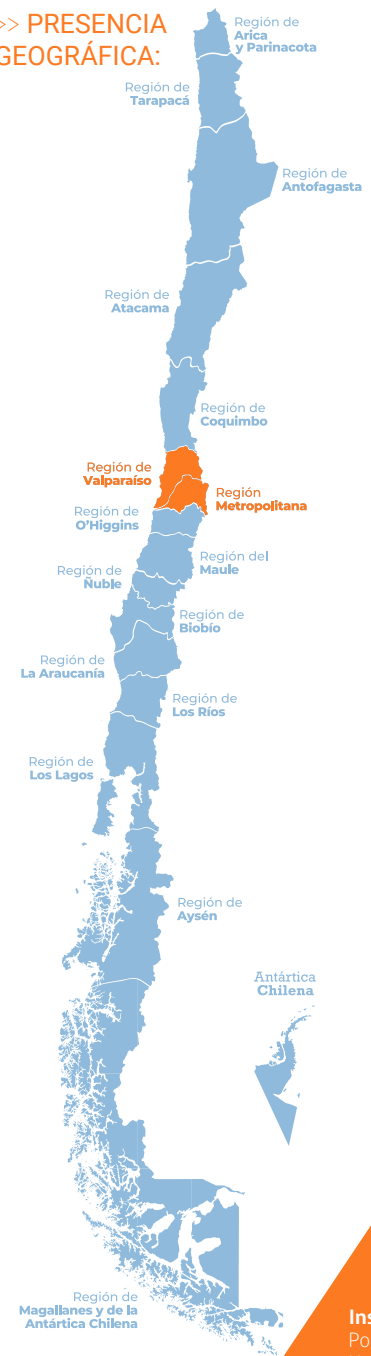 >> PRESENCIA
GEOGRÁFICA:
Región de
Arica
y Parinacota
Región de
Tarapacá
Región de
Antofagasta
Región de
Atacama
Región de
Coquimbo
Región de
Valparaíso
Región
Metropolitana
Región de
O'Higgins
Región del
Maule
Región de
Ñuble
Región de
Biobío
Región de
La Araucanía
Región de
Los Ríos
Región de
Los Lagos
Región de
Aysén
Antártica
Chilena
Región de
Magallanes y de la
Antártica Chilena